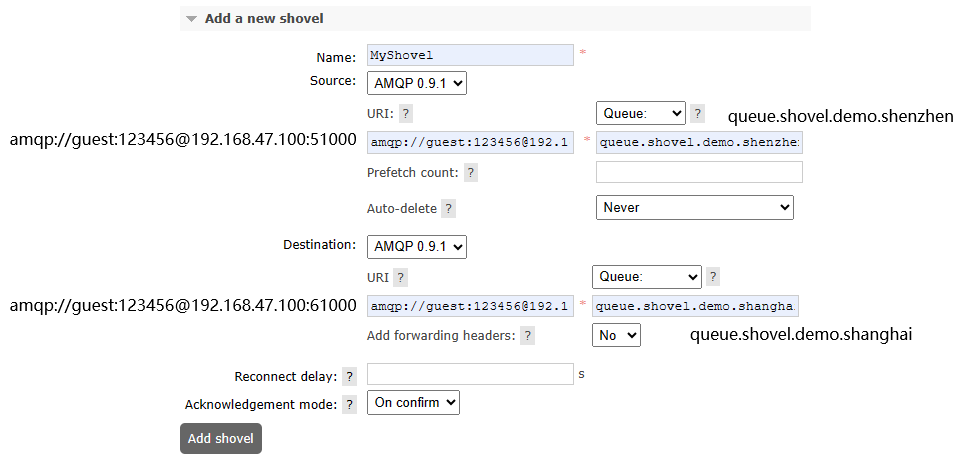 Add a new shovel
Name: MyShovel *
Source: AMQP 0.9.1
URI: ? Queue: ? queue.shovel.demo.shenzhen
amqp://guest:123456@192.168.47.100:51000 amqp://guest:123456@192.1 * queue.shovel.demo.shenzhen
Prefetch count: ?
Auto-delete ? Never
Destination: AMQP 0.9.1
URI ? Queue: ?
amqp://guest:123456@192.168.47.100:61000 amqp://guest:123456@192.1 * queue.shovel.demo.shanghai
Add forwarding headers: ? No queue.shovel.demo.shanghai
Reconnect delay: ? s
Acknowledgement mode: ? On confirm
Add shovel